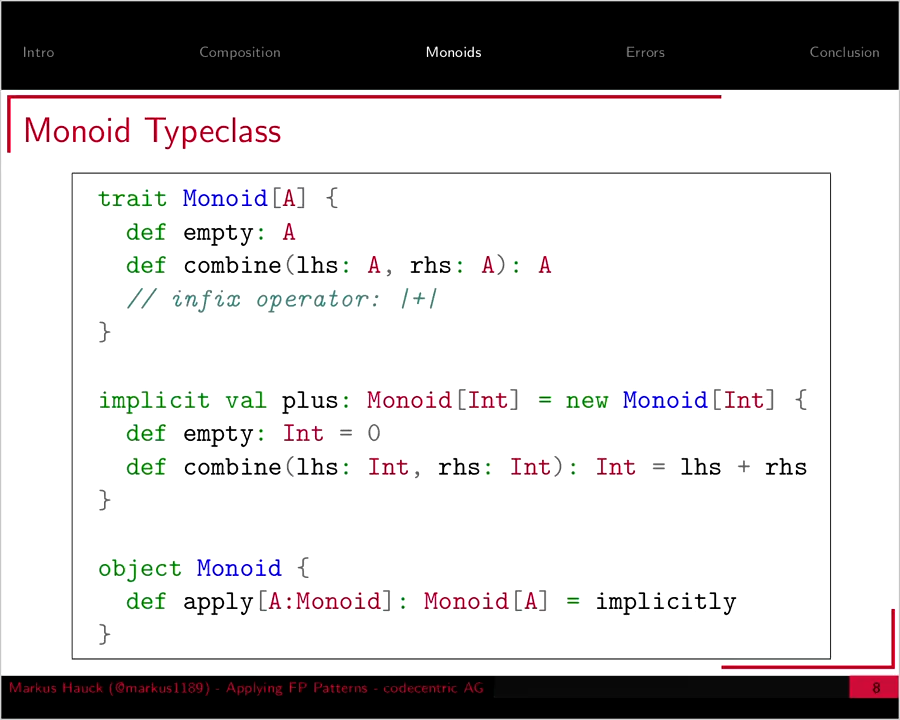 Intro Composition Monoids Errors Conclusion
Monoid Typeclass
trait Monoid[A] {
  def empty: A
  def combine(lhs: A, rhs: A): A
  // infix operator: |+|
}
implicit val plus: Monoid[Int] = new Monoid[Int] {
  def empty: Int = 0
  def combine(lhs: Int, rhs: Int): Int = lhs + rhs
}
object Monoid {
  def apply[A:Monoid]: Monoid[A] = implicitly
}
Markus Hauck (@markus1189) - Applying FP Patterns - codecentric AG 8